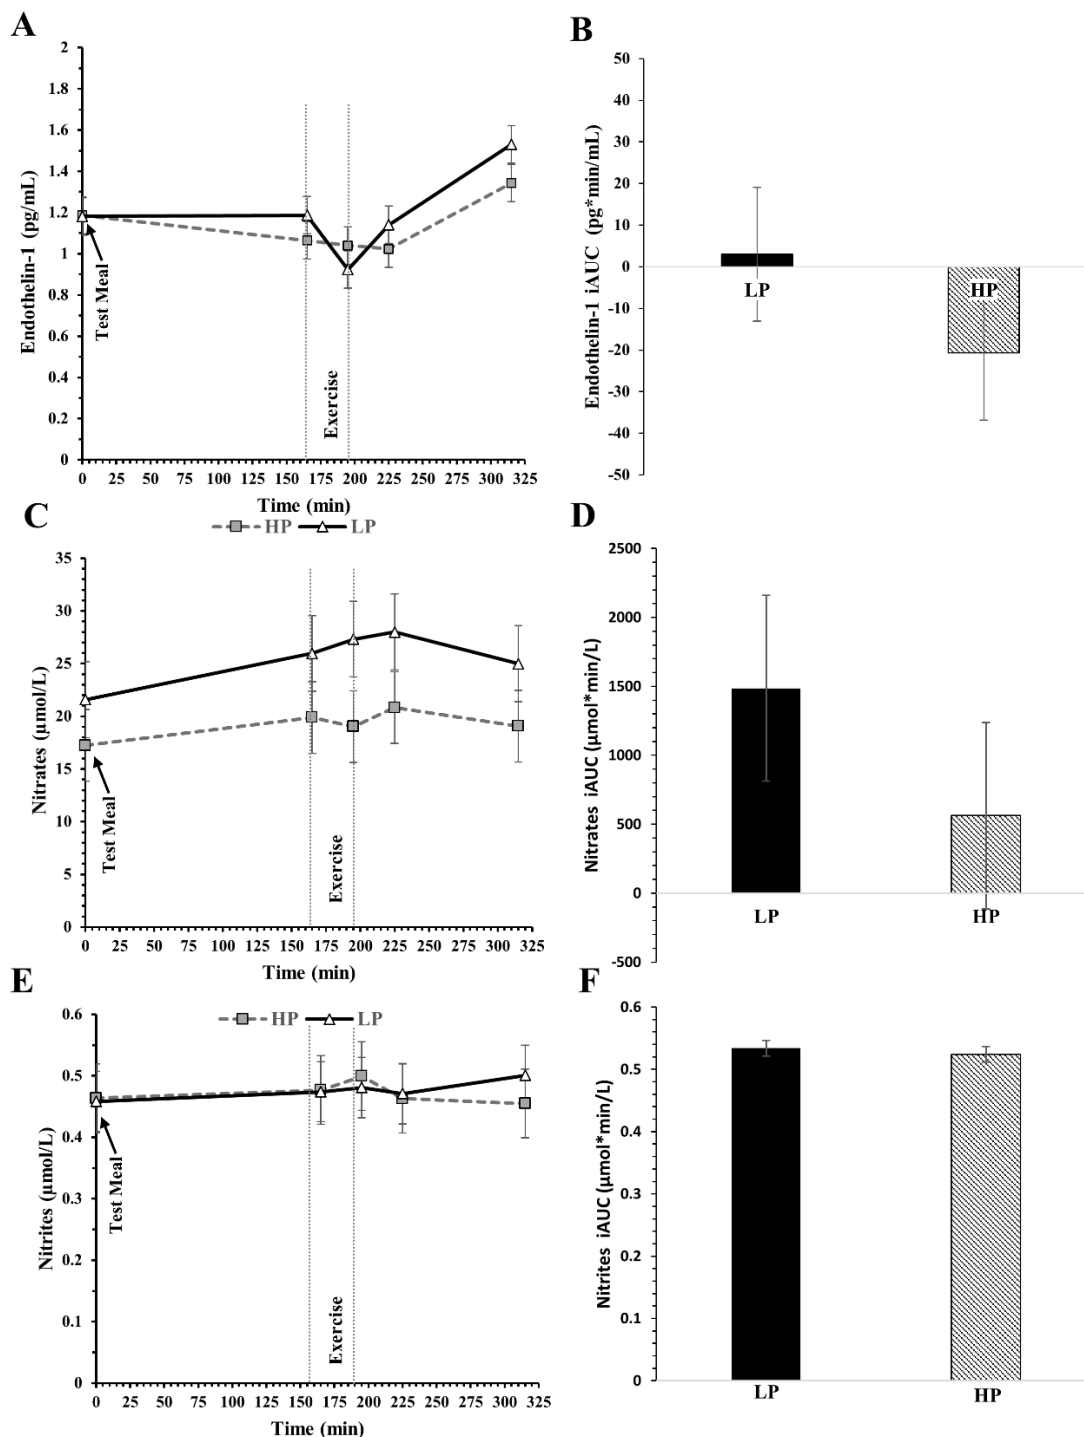 A
2
1.8
1.6
1.4
1.2
1
0.8
0.6
0.4
0.2
0
Endothelin-1 (pg/mL)
Test Meal
Exercise
0 25 50 75 100 125 150 175 200 225 250 275 300 325
Time (min)
B
50
40
30
20
10
0
-10
-20
-30
-40
-50
Endothelin-1 iAUC (pg*min/mL)
LP
HP
C
HP LP
35
30
25
20
15
10
5
0
Nitrates (µmol/L)
Test Meal
Exercise
0 25 50 75 100 125 150 175 200 225 250 275 300 325
Time (min)
D
2500
2000
1500
1000
500
0
-500
Nitrates iAUC (µmol*min/L)
LP
HP
E
HP LP
0.6
0.5
0.4
0.3
0.2
0.1
0
Nitrites (µmol/L)
Test Meal
Exercise
0 25 50 75 100 125 150 175 200 225 250 275 300 325
Time (min)
F
0.6
0.5
0.4
0.3
0.2
0.1
0
Nitrites iAUC (µmol*min/L)
LP
HP